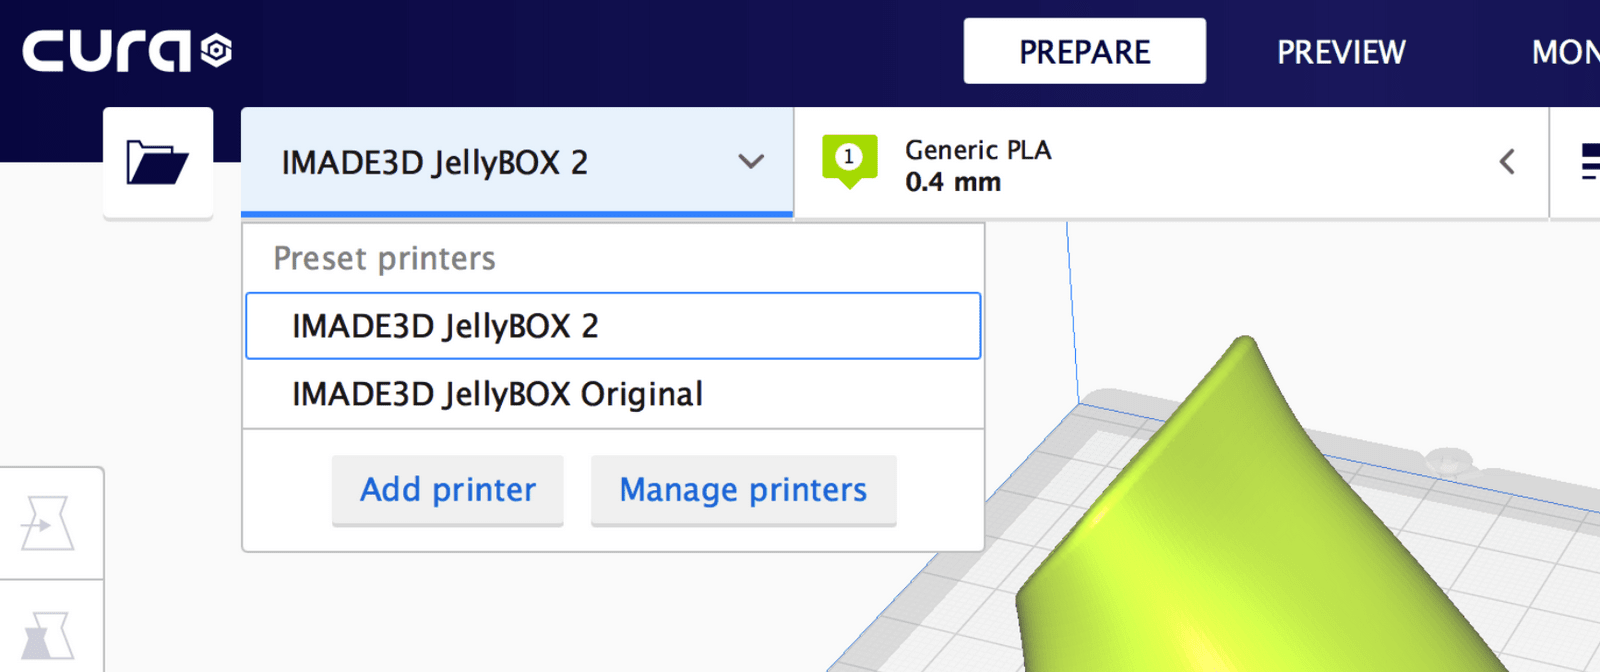 cura
PREPARE
PREVIEW
MON
IMADE3D JellyBOX 2
1
Generic PLA
0.4 mm
Preset printers
IMADE3D JellyBOX 2
IMADE3D JellyBOX Original
Add printer
Manage printers